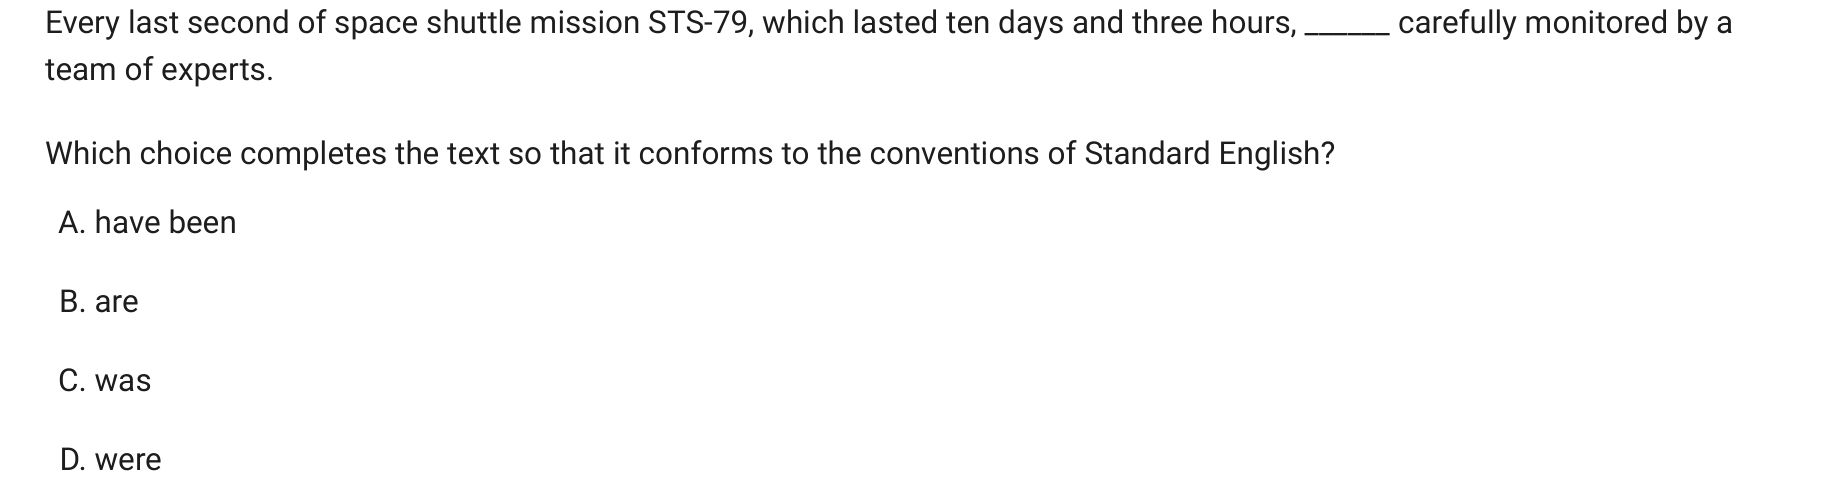 Every last second of space shuttle mission STS-79, which lasted ten days and three hours, ______ carefully monitored by a
team of experts.
Which choice completes the text so that it conforms to the conventions of Standard English?
A. have been
B. are
C. was
D. were